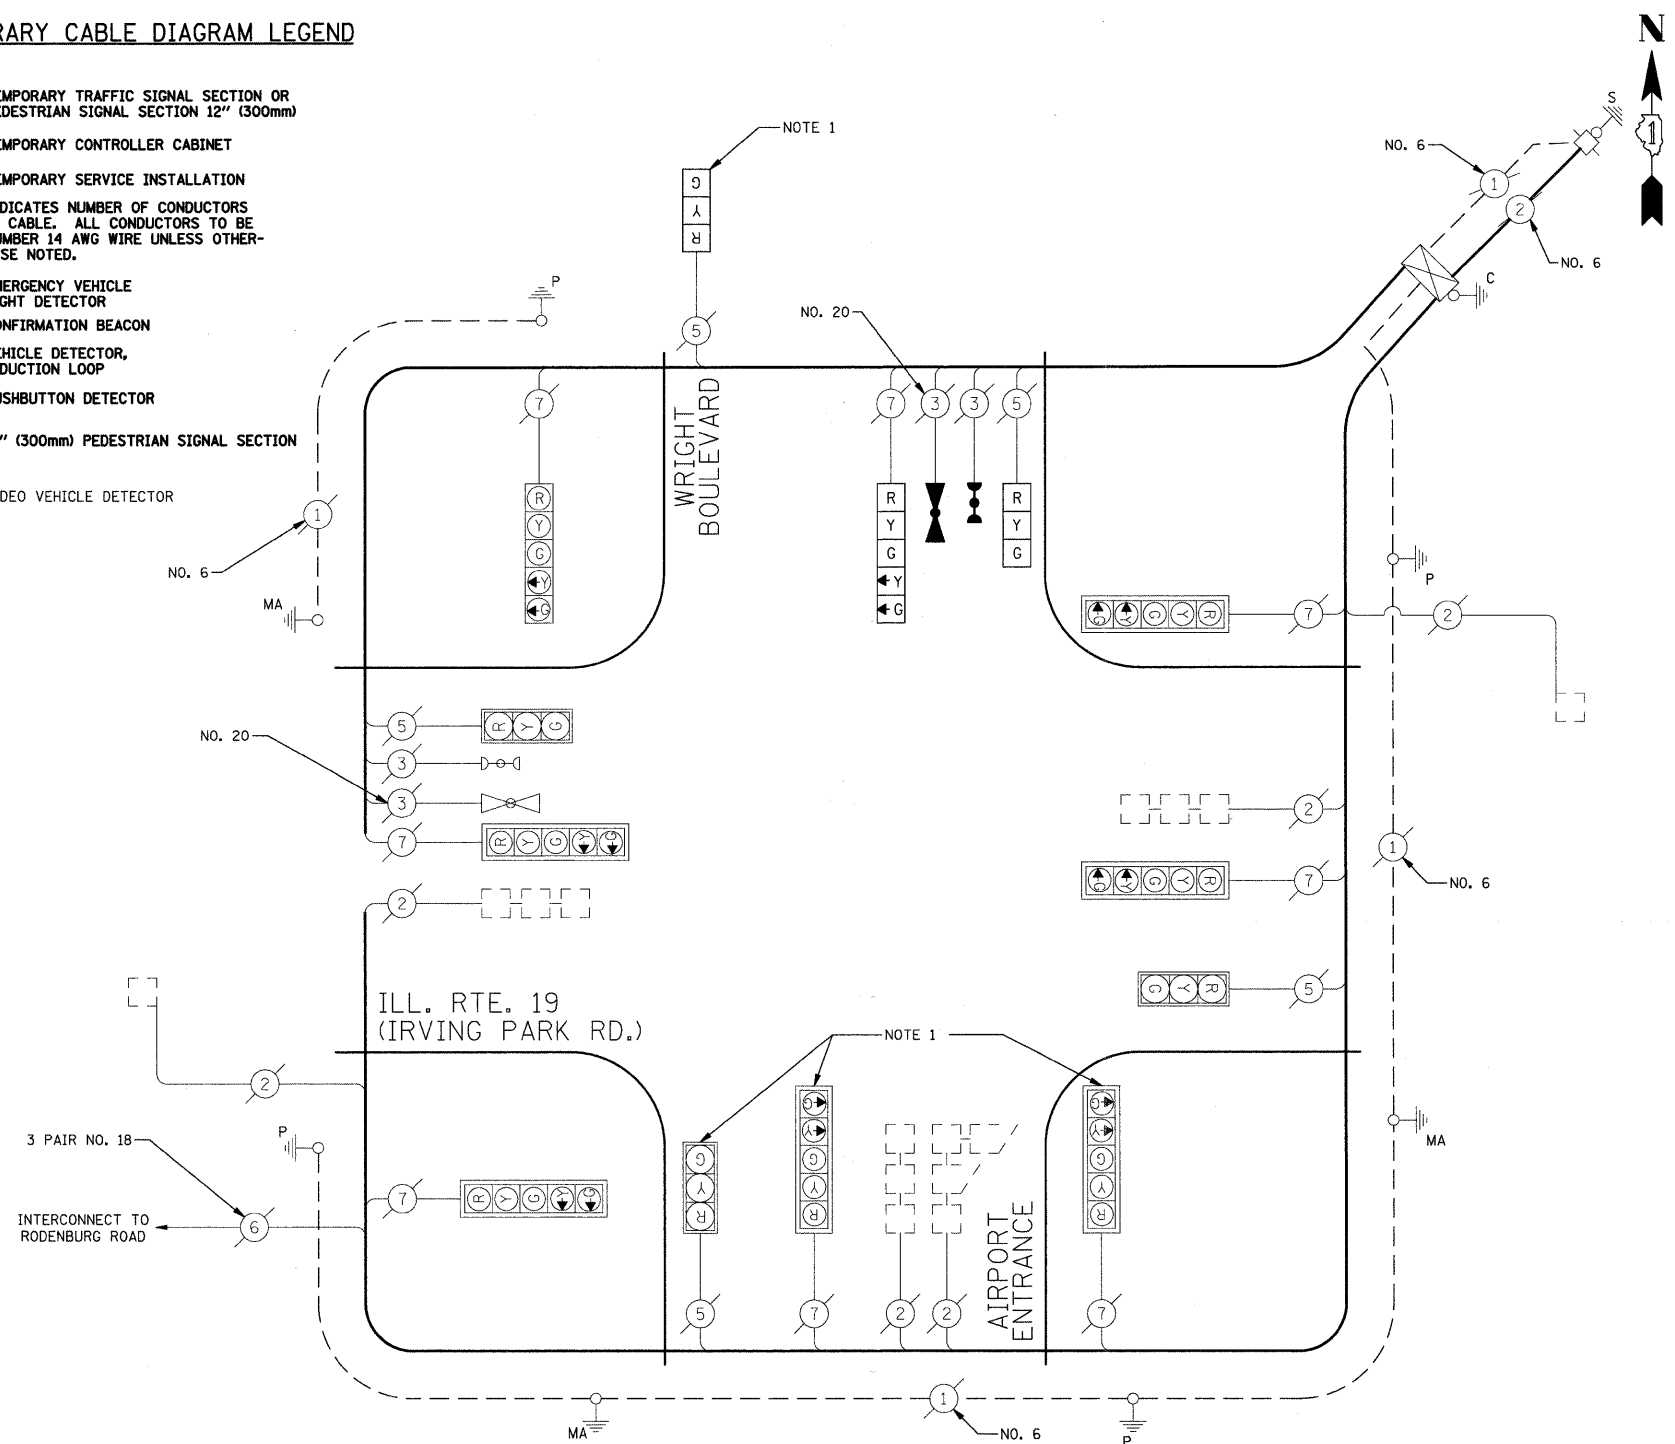 RARY CABLE DIAGRAM LEGEND
EMPORARY TRAFFIC SIGNAL SECTION OR
EDESTRIAN SIGNAL SECTION 12" (300mm)
EMPORARY CONTROLLER CABINET
EMPORARY SERVICE INSTALLATION
DICATES NUMBER OF CONDUCTORS
CABLE. ALL CONDUCTORS TO BE
UMBER 14 AWG WIRE UNLESS OTHER-
SE NOTED.
MERGENCY VEHICLE
GHT DETECTOR
ONFIRMATION BEACON
EHICLE DETECTOR,
DUCTION LOOP
USHBUTTON DETECTOR
" (300mm) PEDESTRIAN SIGNAL SECTION
DEO VEHICLE DETECTOR
N
1
S
NO. 6
1
2
NO. 6
C
NOTE 1
G
Y
R
5
P
1
NO. 6
MA
WRIGHT
BOULEVARD
7
R
Y
G
Y
G
NO. 20
7
3
3
5
R
Y
G
Y
G
R
Y
G
P
G Y G Y R
7
2
5
R Y G
NO. 20
3
3
7
R Y G Y G
2
2
G Y G Y R
7
1
NO. 6
G Y R
5
ILL. RTE. 19
(IRVING PARK RD.)
2
NOTE 1
P
3 PAIR NO. 18
6
INTERCONNECT TO
RODENBURG ROAD
7
R Y G Y G
G
Y
R
5
G
Y
G
Y
R
7
2
2
AIRPORT
ENTRANCE
G
Y
G
Y
R
7
MA
MA
1
NO. 6
P